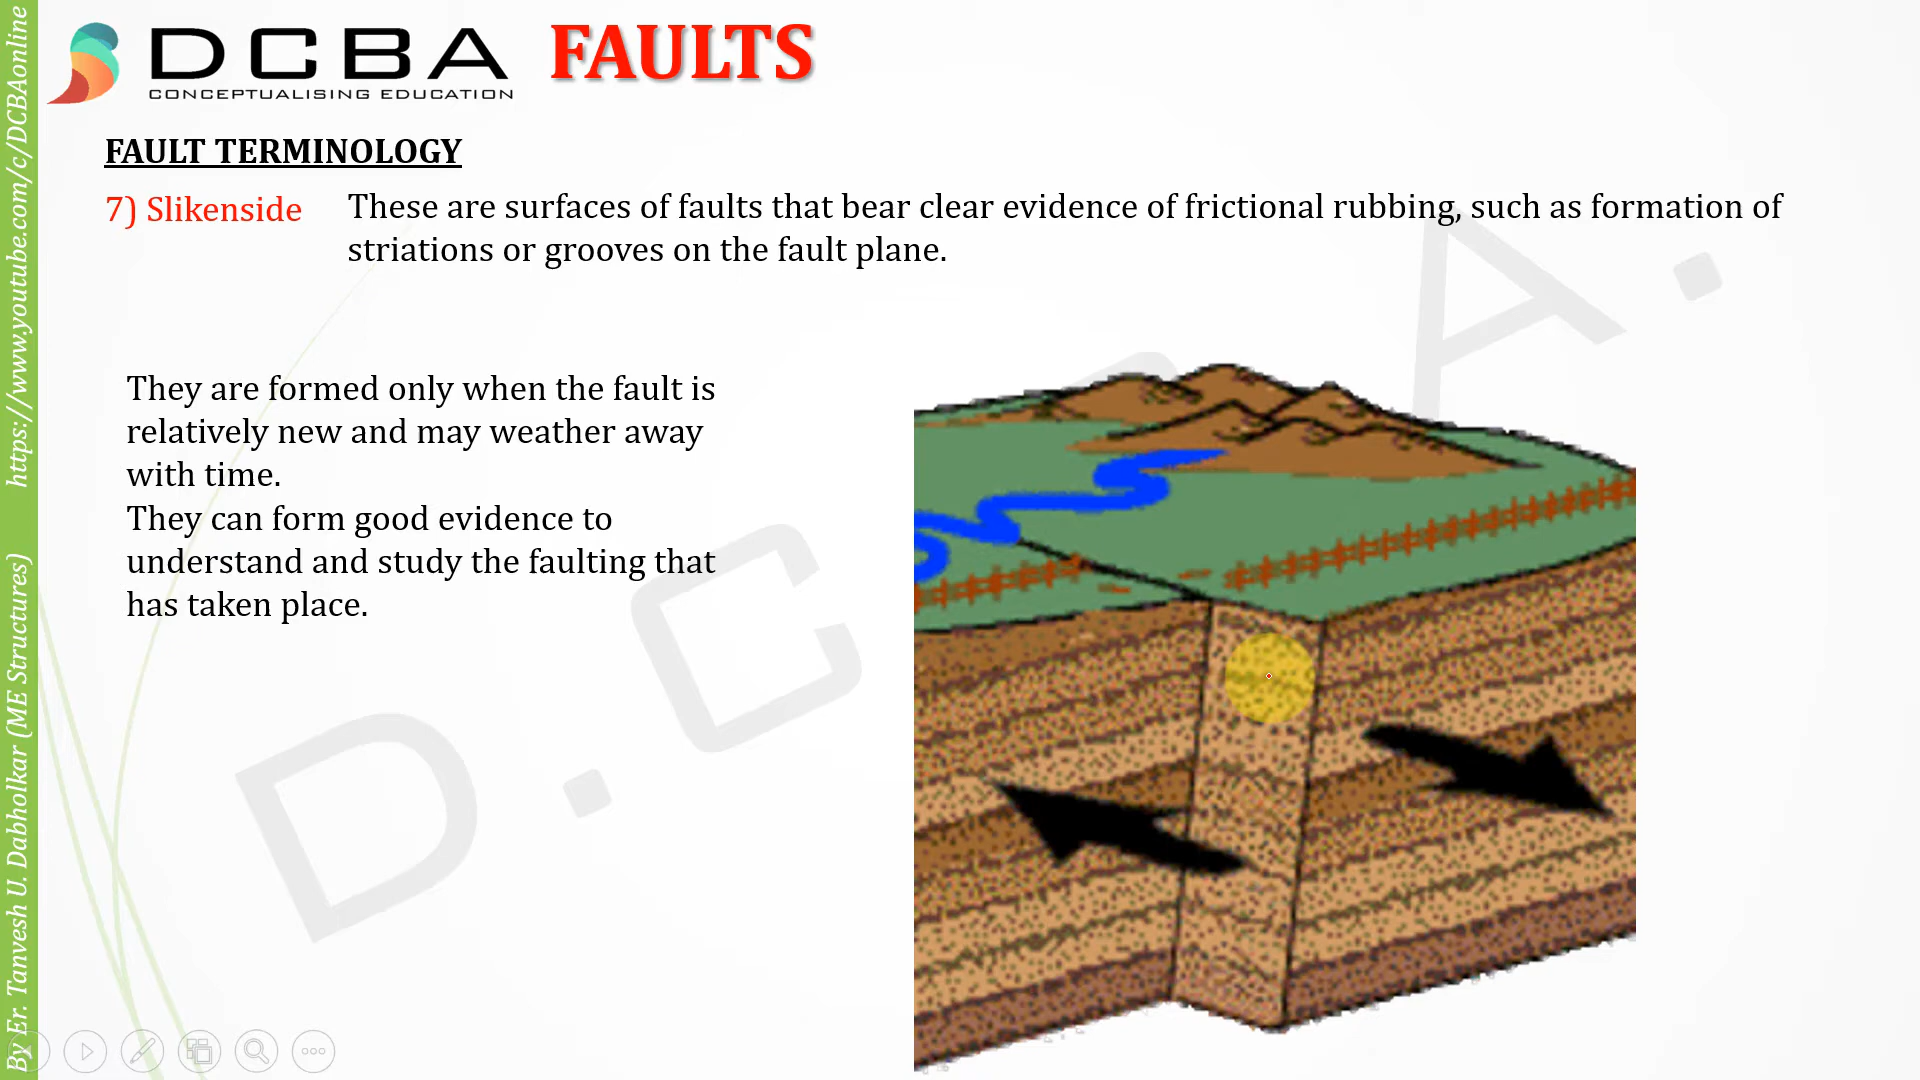 DCBA
CONCEPTUALISING EDUCATION
FAULTS
FAULT TERMINOLOGY
7) Slikenside
These are surfaces of faults that bear clear evidence of frictional rubbing, such as formation of
striations or grooves on the fault plane.
They are formed only when the fault is
relatively new and may weather away
with time.
They can form good evidence to
understand and study the faulting that
has taken place.
By Er. Tanvesh U. Dabholkar (ME Structures) https://www.youtube.com/c/DCBAonline
D.C.B.A.